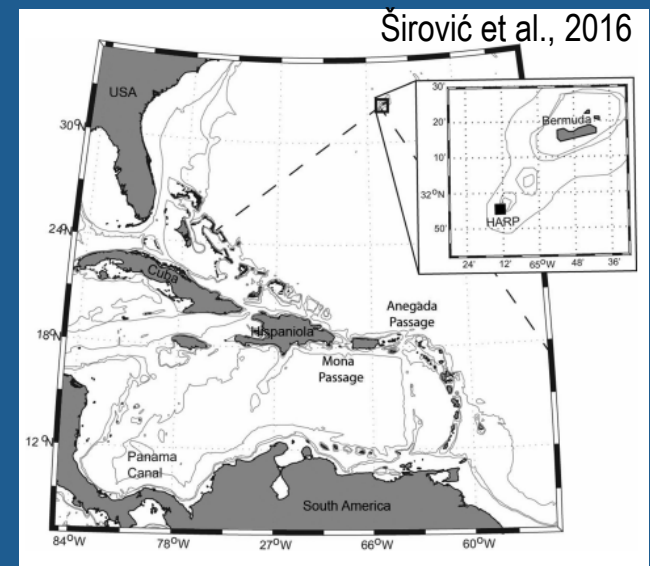 Širović et al., 2016
USA
30°N
24°N
18°N
12°N
84°W
78°W
27°W
66°W
60°W
Cuba
Hispaniola
Mona
Passage
Anegada
Passage
Panama
Canal
South America
30'
20'
10'
32°N
50'
24'
12'
65°W
48'
36'
Bermuda
HARP